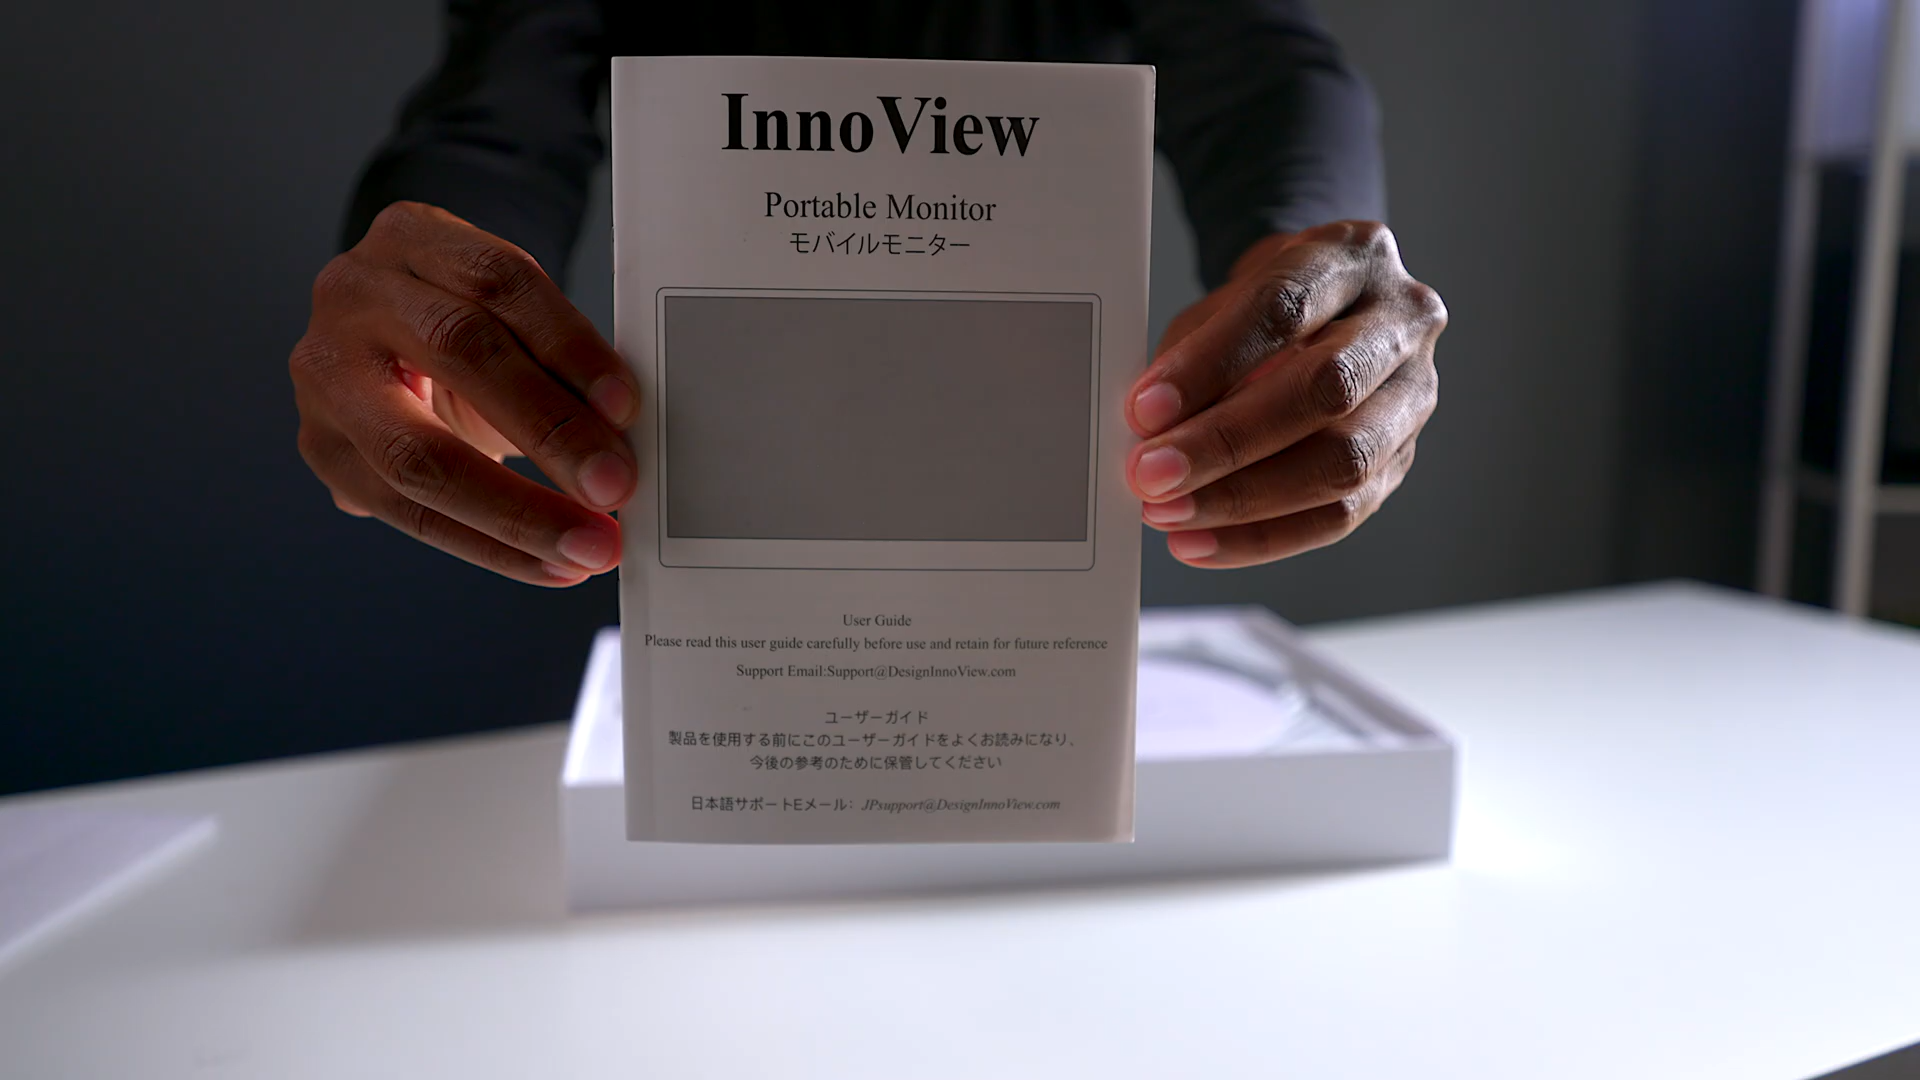 InnoView
Portable Monitor
モバイルモニター
User Guide
Please read this user guide carefully before use and retain for future reference
Support Email:Support@DesignInnoView.com
ユーザーガイド
製品を使用する前にこのユーザーガイドをよくお読みになり、
今後の参考のために保管してください
日本語サポートEメール: JPsupport@DesignInnoView.com